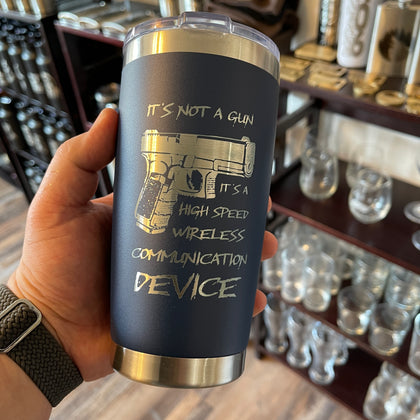 IT'S NOT A GUN
IT'S A
HIGH SPEED
WIRELESS
COMMUNICATION
DEVICE